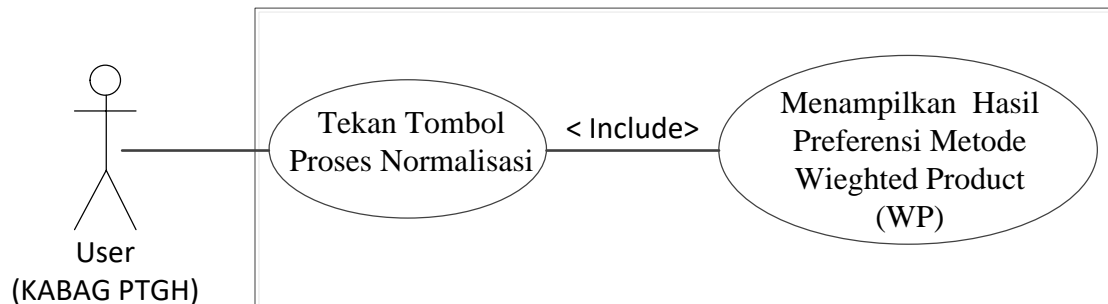 Tekan Tombol
Proses Normalisasi
< Include>
Menampilkan  Hasil
Preferensi Metode
Wieghted Product
(WP)
User
(KABAG PTGH)